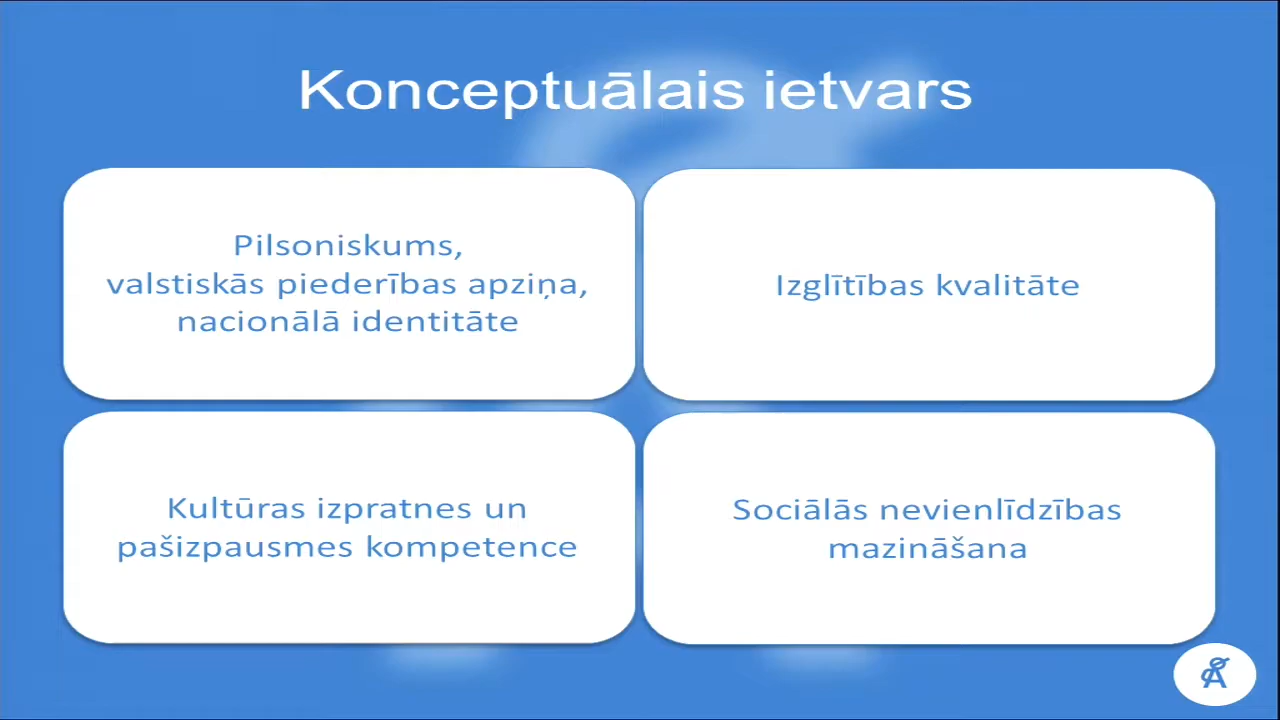 Konceptuālais ietvars
Pilsoniskums,
valstiskās piederības apziņa,
nacionālā identitāte
Izglītības kvalitāte
Kultūras izpratnes un
pašizpausmes kompetence
Sociālās nevienlīdzības
mazināšana